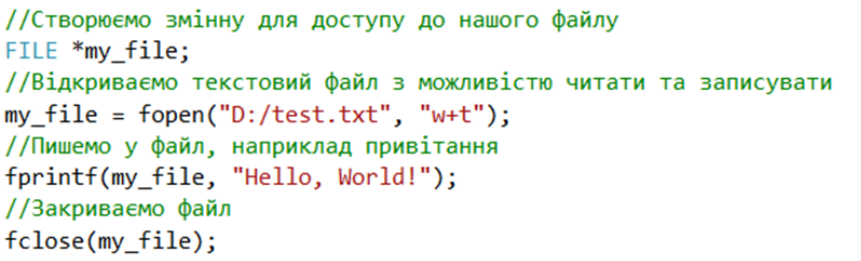 //Створюємо змінну для доступу до нашого файлу
FILE *my_file;
//Відкриваємо текстовий файл з можливістю читати та записувати
my_file = fopen("D:/test.txt", "w+t");
//Пишемо у файл, наприклад привітання
fprintf(my_file, "Hello, World!");
//Закриваємо файл
fclose(my_file);